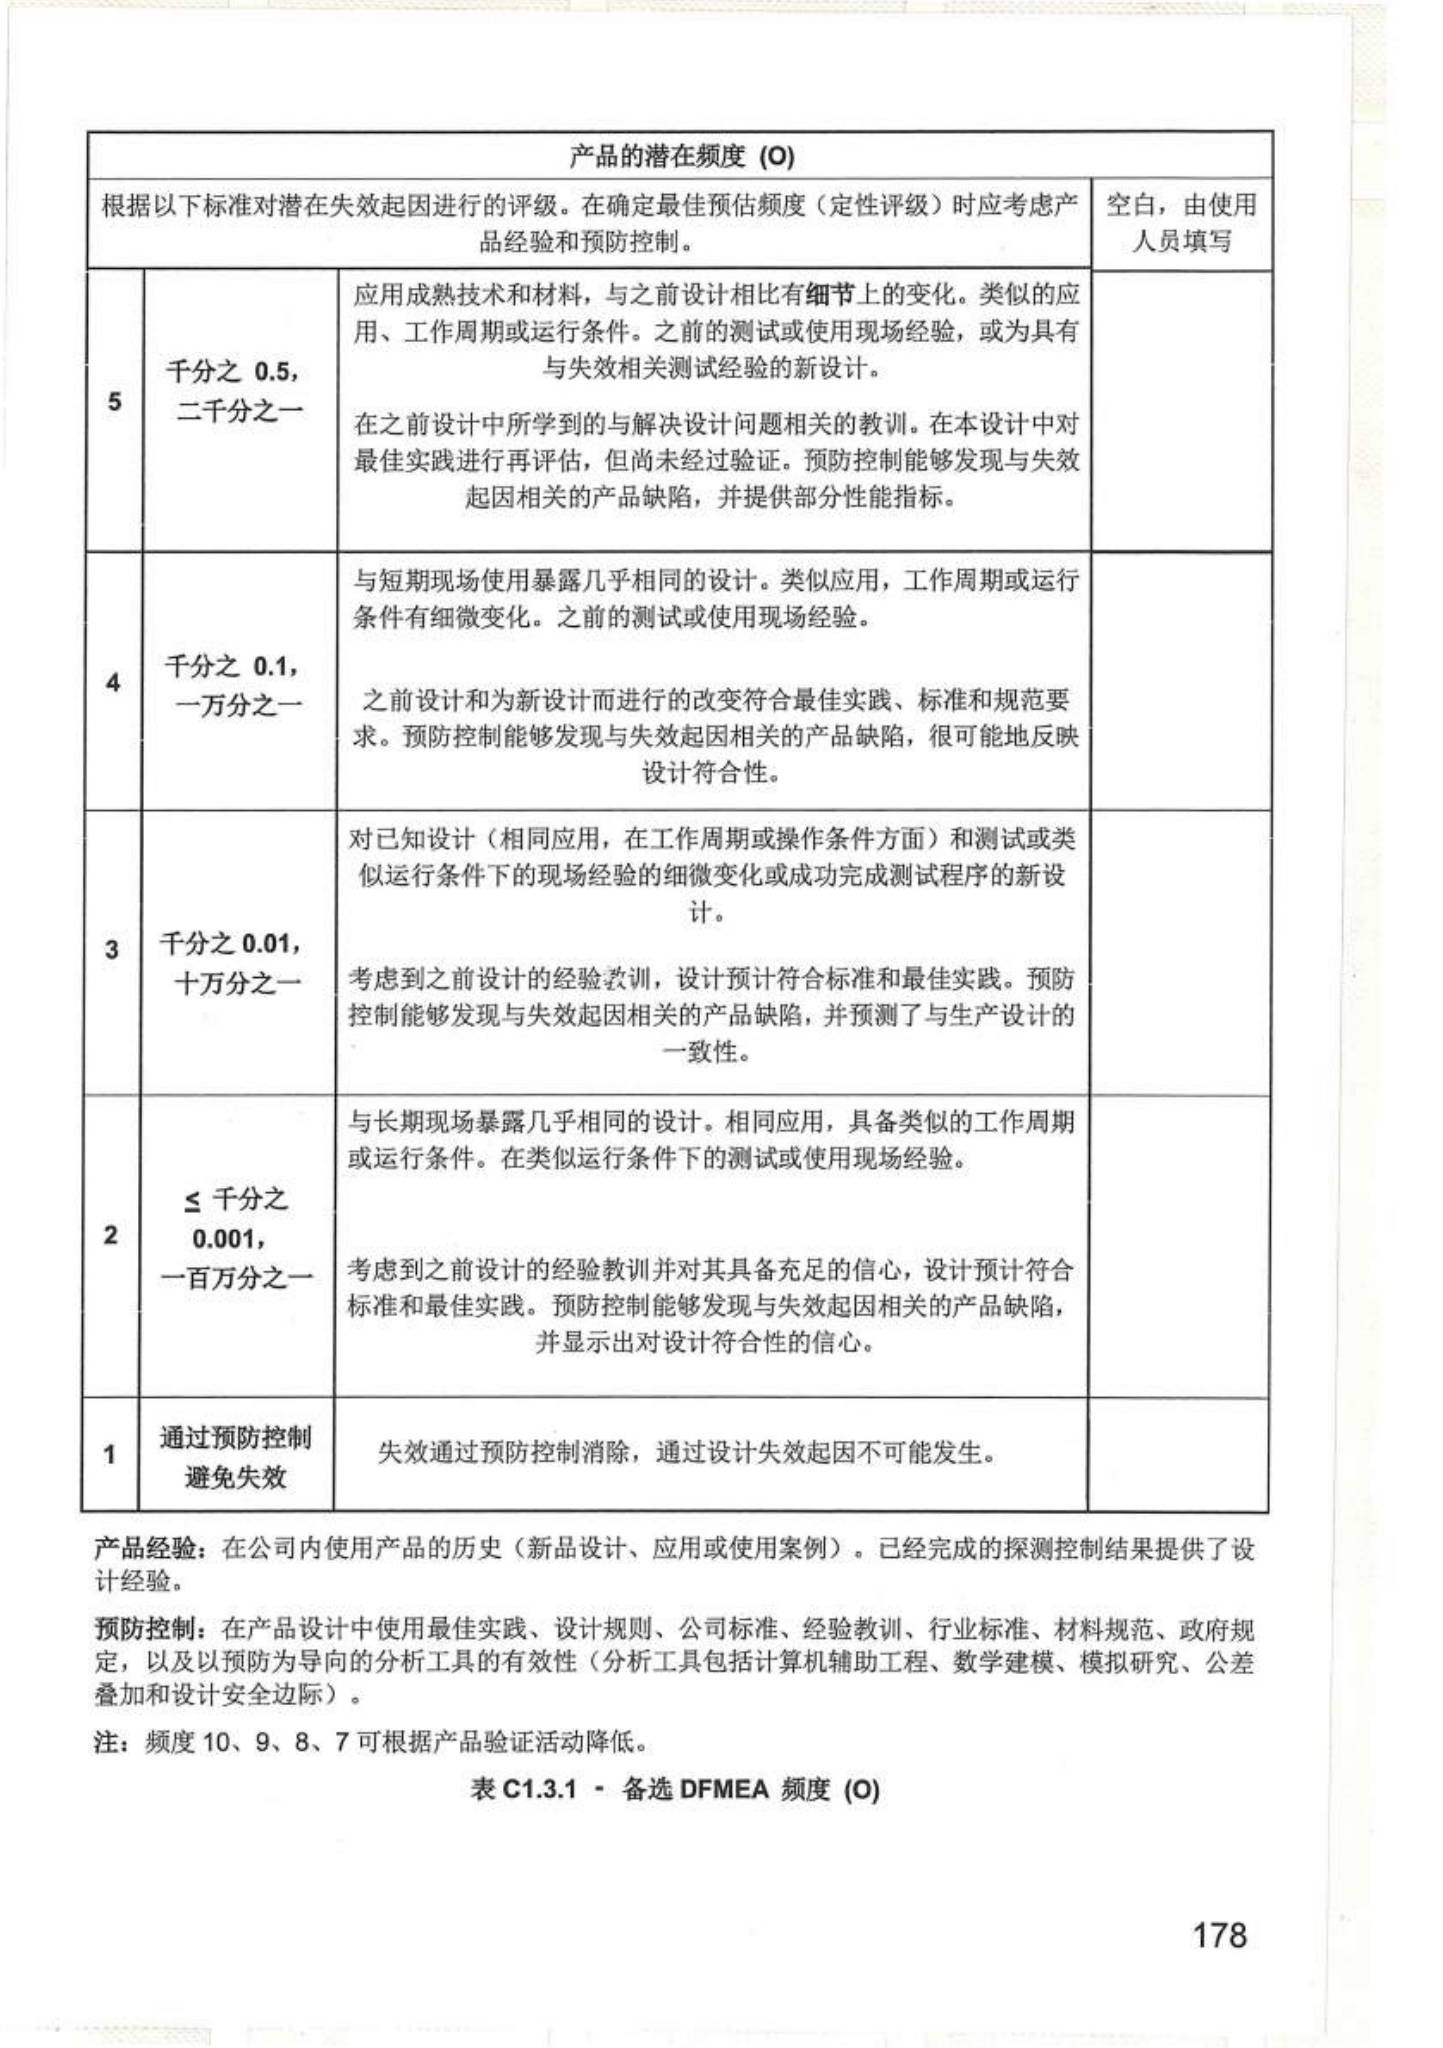 产品的潜在频度 (O)
根据以下标准对潜在失效起因进行的评级。在确定最佳预估频度（定性评级）时应考虑产
品经验和预防控制。
空白，由使用
人员填写
5
千分之 0.5，
二千分之一
应用成熟技术和材料，与之前设计相比有细节上的变化。类似的应
用、工作周期或运行条件。之前的测试或使用现场经验，或为具有
与失效相关测试经验的新设计。
在之前设计中所学到的与解决设计问题相关的教训。在本设计中对
最佳实践进行再评估，但尚未经过验证。预防控制能够发现与失效
起因相关的产品缺陷，并提供部分性能指标。
4
千分之 0.1，
一万分之一
与短期现场使用暴露几乎相同的设计。类似应用，工作周期或运行
条件有细微变化。之前的测试或使用现场经验。
之前设计和为新设计而进行的改变符合最佳实践、标准和规范要
求。预防控制能够发现与失效起因相关的产品缺陷，很可能地反映
设计符合性。
3
千分之 0.01，
十万分之一
对已知设计（相同应用，在工作周期或操作条件方面）和测试或类
似运行条件下的现场经验的细微变化或成功完成测试程序的新设
计。
考虑到之前设计的经验教训，设计预计符合标准和最佳实践。预防
控制能够发现与失效起因相关的产品缺陷，并预测了与生产设计的
一致性。
2
≤ 千分之
0.001，
一百万分之一
与长期现场暴露几乎相同的设计。相同应用，具备类似的工作周期
或运行条件。在类似运行条件下的测试或使用现场经验。
考虑到之前设计的经验教训并对其具备充足的信心，设计预计符合
标准和最佳实践。预防控制能够发现与失效起因相关的产品缺陷，
并显示出对设计符合性的信心。
1
通过预防控制
避免失效
失效通过预防控制消除，通过设计失效起因不可能发生。
产品经验：在公司内使用产品的历史（新品设计、应用或使用案例）。已经完成的探测控制结果提供了设
计经验。
预防控制：在产品设计中使用最佳实践、设计规则、公司标准、经验教训、行业标准、材料规范、政府规
定，以及以预防为导向的分析工具的有效性（分析工具包括计算机辅助工程、数学建模、模拟研究、公差
叠加和设计安全边际）。
注：频度 10、9、8、7 可根据产品验证活动降低。
表 C1.3.1 - 备选 DFMEA 频度 (O)
178